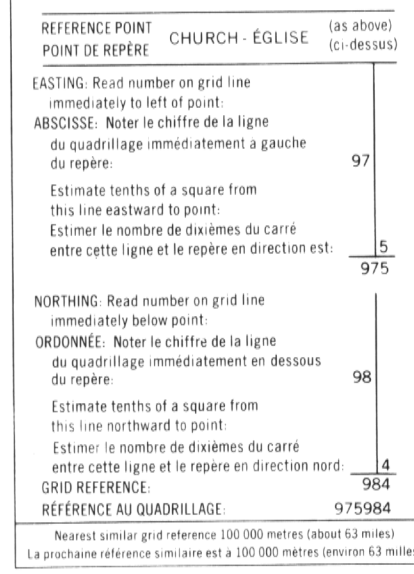 REFERENCE POINT CHURCH - ÉGLISE (as above)
POINT DE REPÈRE (ci-dessus)
EASTING: Read number on grid line
immediately to left of point:
ABSCISSE: Noter le chiffre de la ligne
du quadrillage immédiatement à gauche
du repère: 97
Estimate tenths of a square from
this line eastward to point:
Estimer le nombre de dixièmes du carré
entre cette ligne et le repère en direction est: 5
975
NORTHING: Read number on grid line
immediately below point:
ORDONNÉE: Noter le chiffre de la ligne
du quadrillage immédiatement en dessous
du repère: 98
Estimate tenths of a square from
this line northward to point:
Estimer le nombre de dixièmes du carré
entre cette ligne et le repère en direction nord: 4
GRID REFERENCE: 984
RÉFÉRENCE AU QUADRILLAGE: 975984
Nearest similar grid reference 100 000 metres (about 63 miles)
La prochaine référence similaire est à 100 000 mètres (environ 63 milles